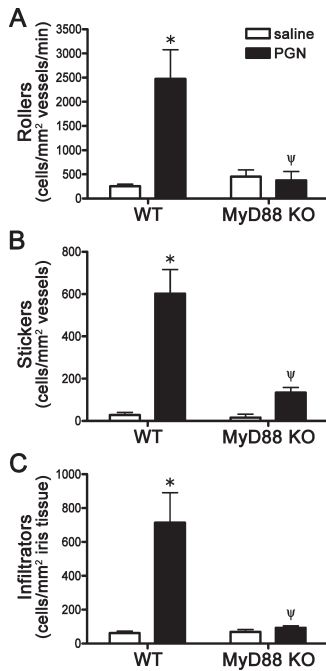 A
saline
PGN
Rollers
(cells/mm² vessels/min)
3500
3000
2500
2000
1500
1000
500
0
*
ψ
WT MyD88 KO
B
Stickers
(cells/mm² vessels)
800
600
400
200
0
*
ψ
WT MyD88 KO
C
Infiltrators
(cells/mm² iris tissue)
1000
800
600
400
200
0
*
ψ
WT MyD88 KO